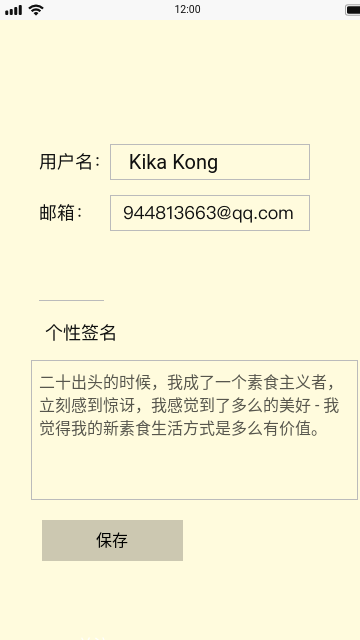 12:00
用户名： Kika Kong
邮箱： 944813663@qq.com
个性签名
二十出头的时候，我成了一个素食主义者，
立刻感到惊讶，我感觉到了多么的美好 - 我
觉得我的新素食生活方式是多么有价值。
保存